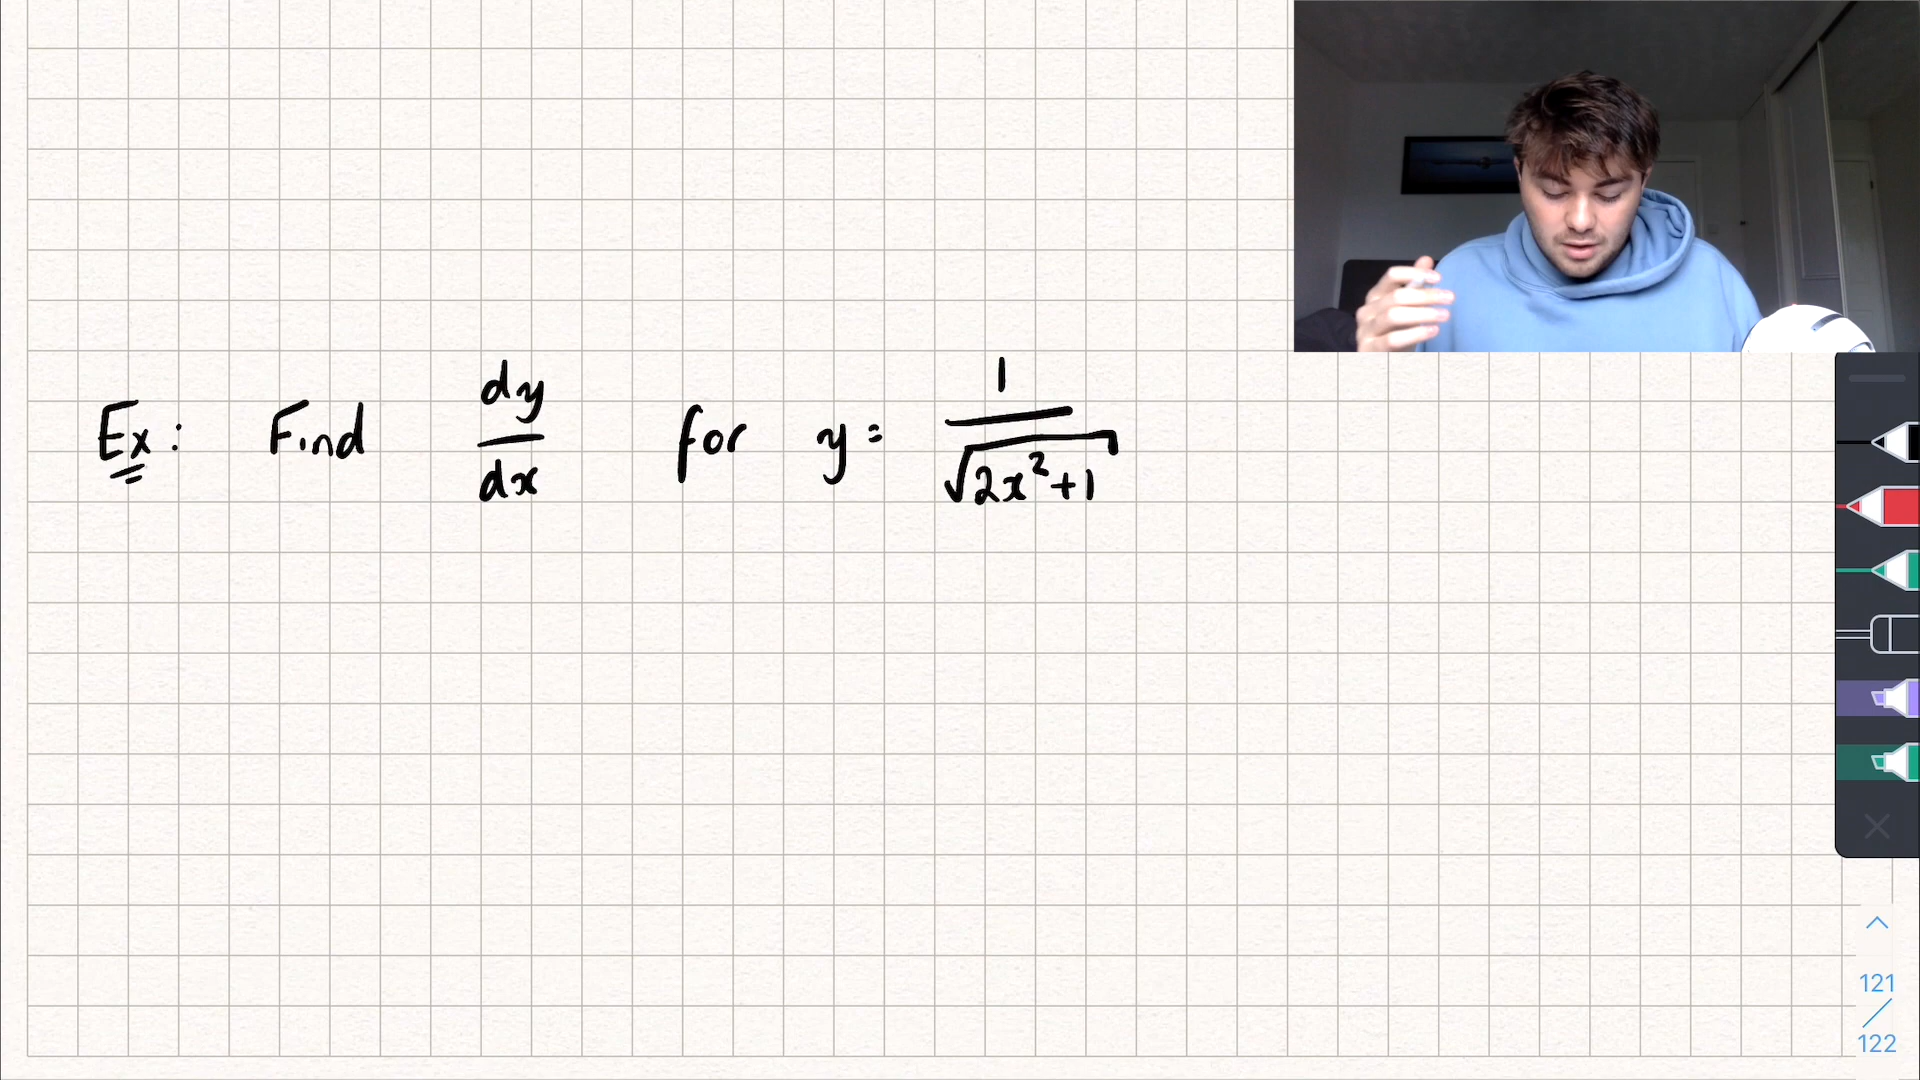 Ex: Find dy/dx for y = 1/√(2x²+1)
121
/
122